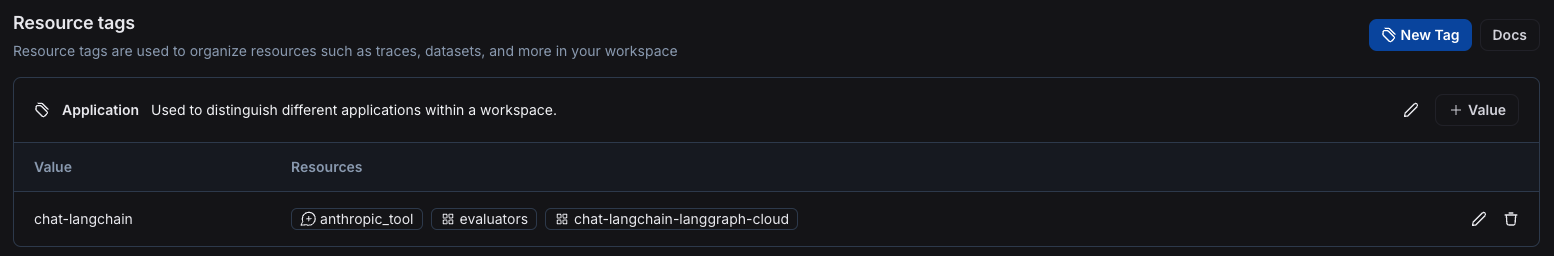 Resource tags
Resource tags are used to organize resources such as traces, datasets, and more in your workspace
New Tag
Docs
Application Used to distinguish different applications within a workspace.
Value
Value Resources
chat-langchain anthropic_tool evaluators chat-langchain-langgraph-cloud